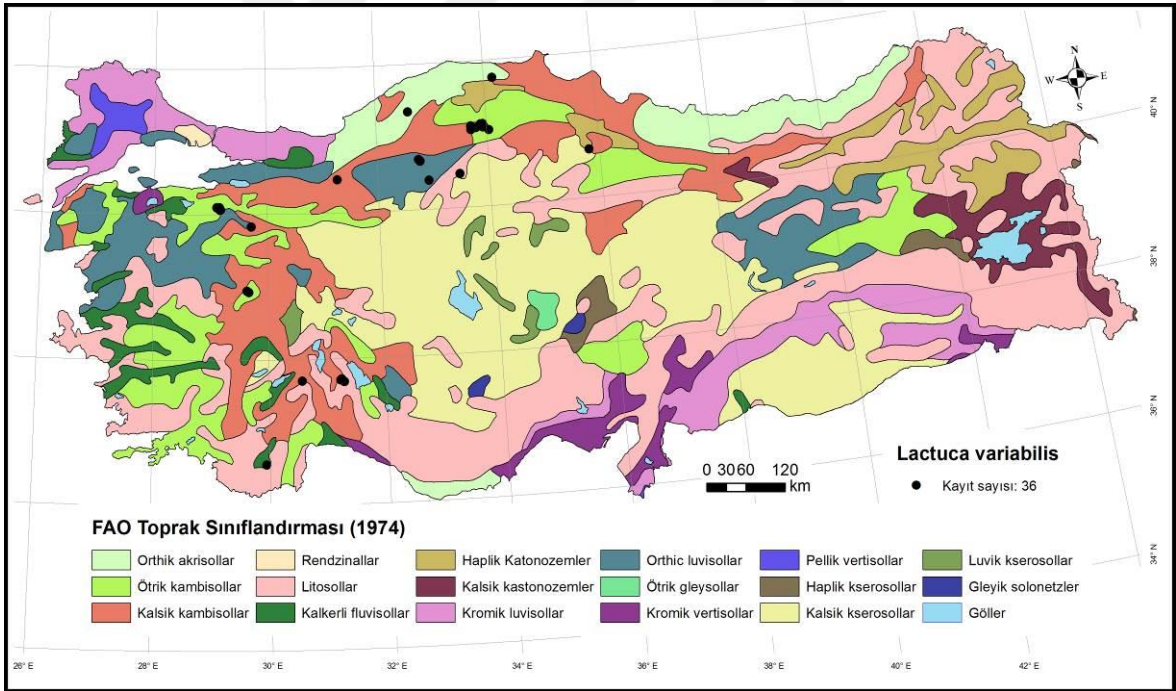 N
W E
S
40° N
38° N
36° N
34° N
0 30 60 120
km
Lactuca variabilis
Kayıt sayısı: 36
FAO Toprak Sınıflandırması (1974)
Orthik akrisollar
Rendzinallar
Haplik Katonozemler
Orthic luvisollar
Pellik vertisollar
Luvik kserosollar
Ötrik kambisollar
Litosollar
Kalsik kastonozemler
Ötrik gleysollar
Haplik kserosollar
Gleyik solonetzler
Kalsik kambisollar
Kalkerli fluvisollar
Kromik luvisollar
Kromik vertisollar
Kalsik kserosollar
Göller
26° E 28° E 30° E 32° E 34° E 36° E 38° E 40° E 42° E